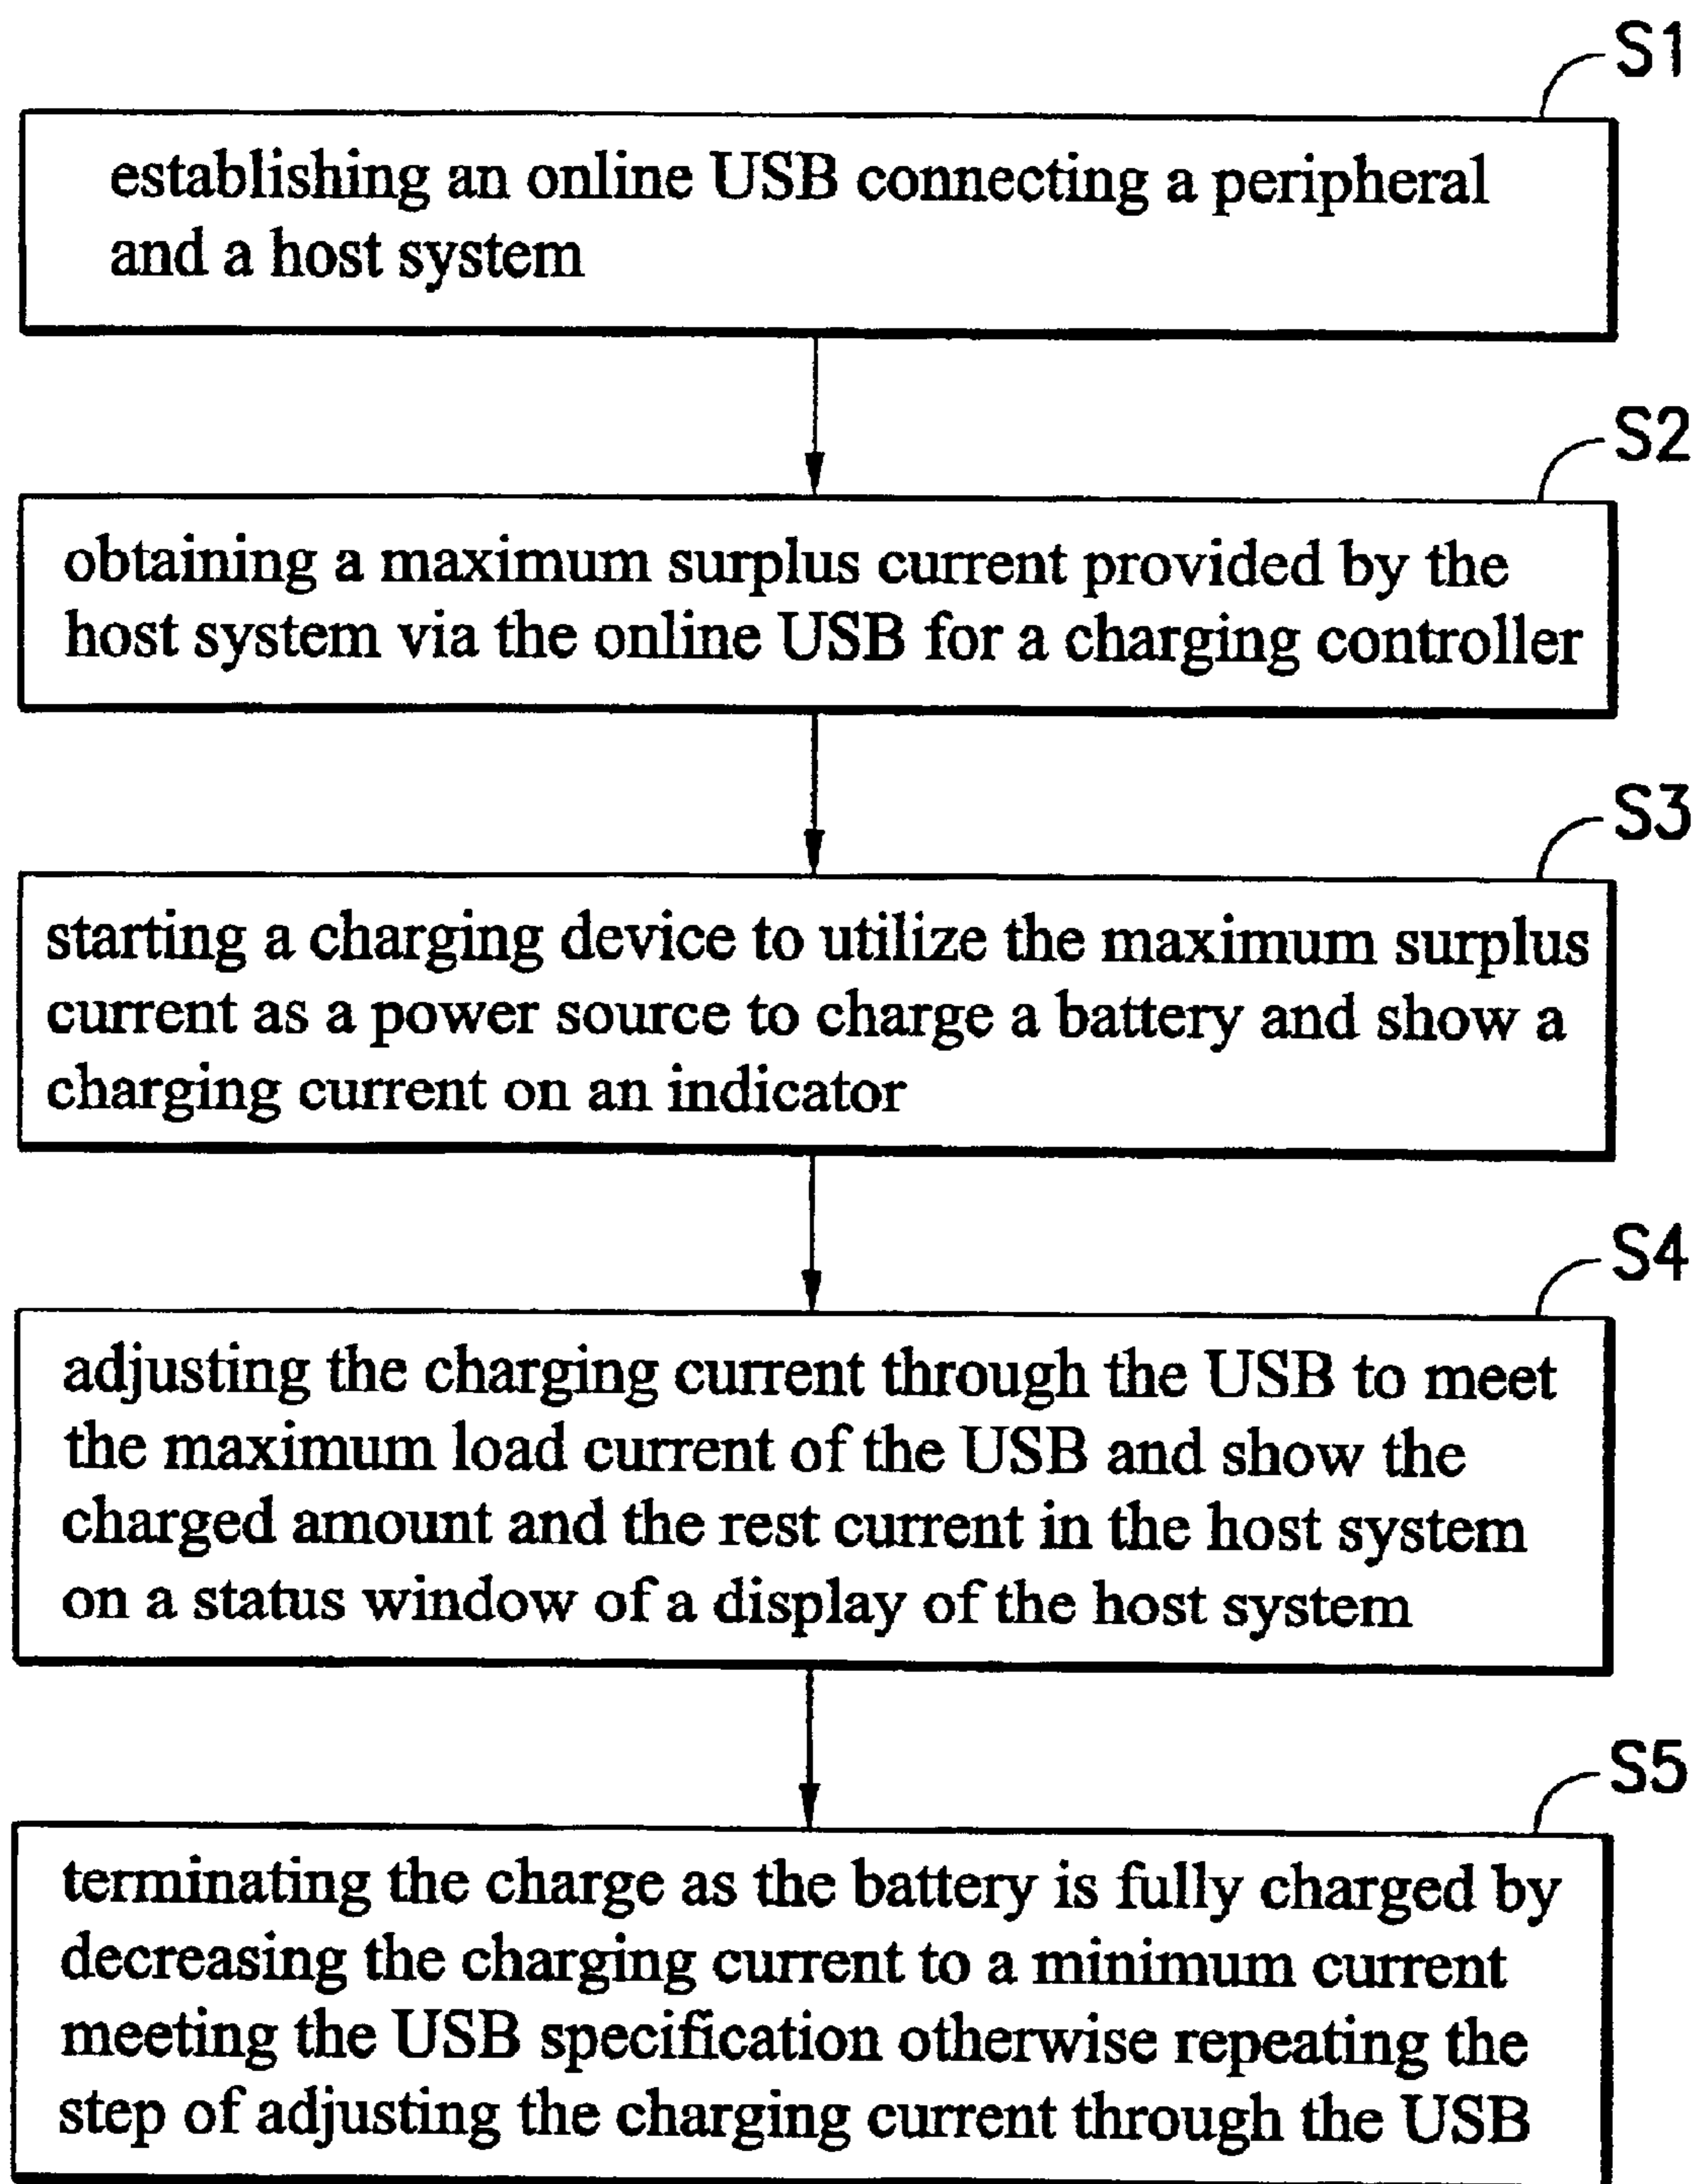 S1
establishing an online USB connecting a peripheral
and a host system
S2
obtaining a maximum surplus current provided by the
host system via the online USB for a charging controller
S3
starting a charging device to utilize the maximum surplus
current as a power source to charge a battery and show a
charging current on an indicator
S4
adjusting the charging current through the USB to meet
the maximum load current of the USB and show the
charged amount and the rest current in the host system
on a status window of a display of the host system
S5
terminating the charge as the battery is fully charged by
decreasing the charging current to a minimum current
meeting the USB specification otherwise repeating the
step of adjusting the charging current through the USB